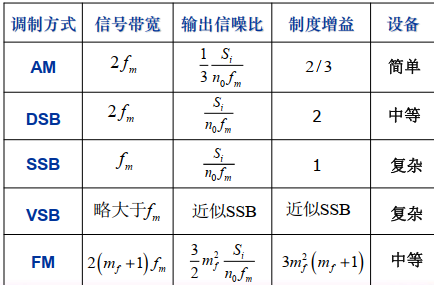 调制方式 信号带宽 输出信噪比 制度增益 设备
AM 2f_m \frac{1}{3}\frac{S_i}{n_0 f_m} 2/3 简单
DSB 2f_m \frac{S_i}{n_0 f_m} 2 中等
SSB f_m \frac{S_i}{n_0 f_m} 1 复杂
VSB 略大于f_m 近似SSB 近似SSB 复杂
FM 2(m_f+1)f_m \frac{3}{2}m_f^2\frac{S_i}{n_0 f_m} 3m_f^2(m_f+1) 中等